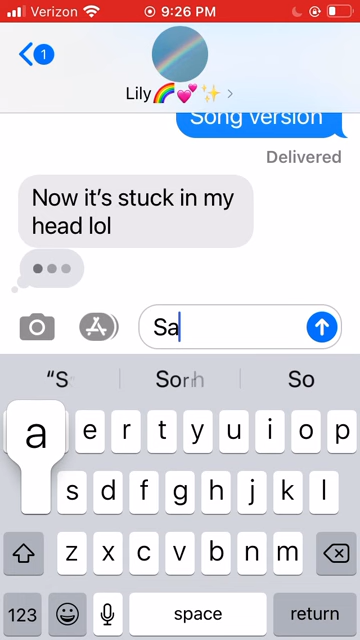 Verizon 9:26 PM
1
Lily🌈💕✨ >
Song version
Delivered
Now it's stuck in my
head lol
Sa
"S So
a e r t y u i o p
s d f g h j k l
z x c v b n m
123 space return